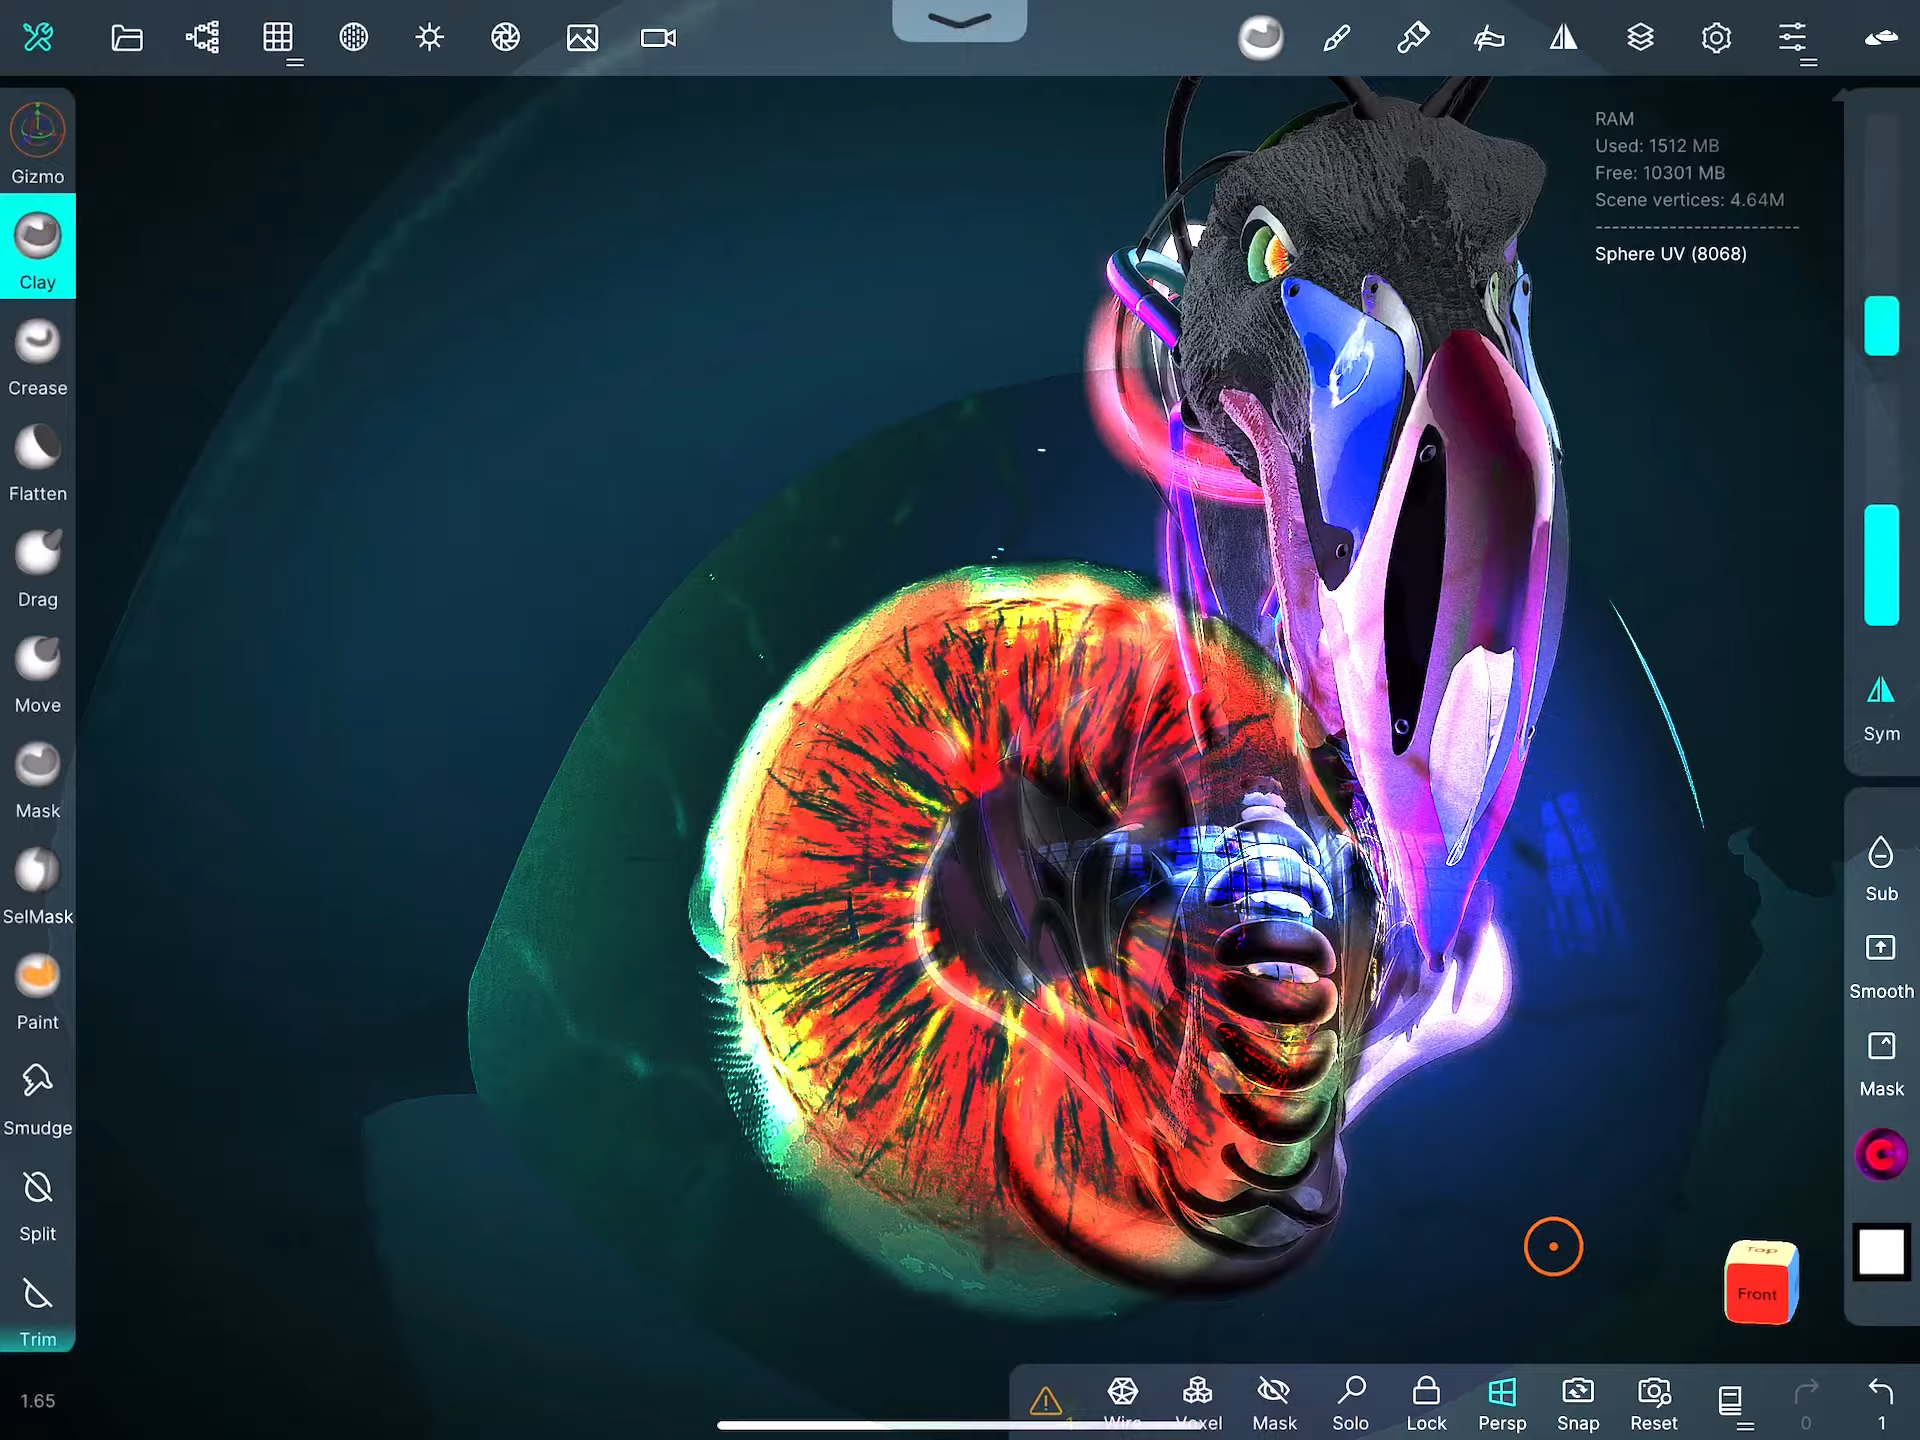 Gizmo
Clay
Crease
Flatten
Drag
Move
Mask
SelMask
Paint
Smudge
Split
Trim
1.65
RAM
Used: 1512 MB
Free: 10301 MB
Scene vertices: 4.64M
Sphere UV (8068)
Sym
Sub
Smooth
Mask
Top
Front
1
Wire
Voxel
Mask
Solo
Lock
Persp
Snap
Reset
0
1